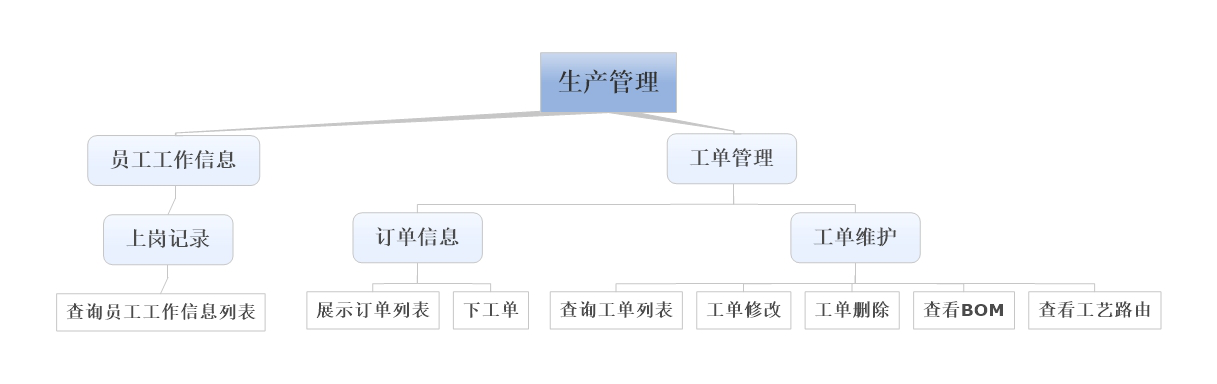 生产管理
员工工作信息
工单管理
上岗记录
订单信息
工单维护
查询员工工作信息列表
展示订单列表
下工单
查询工单列表
工单修改
工单删除
查看BOM
查看工艺路由